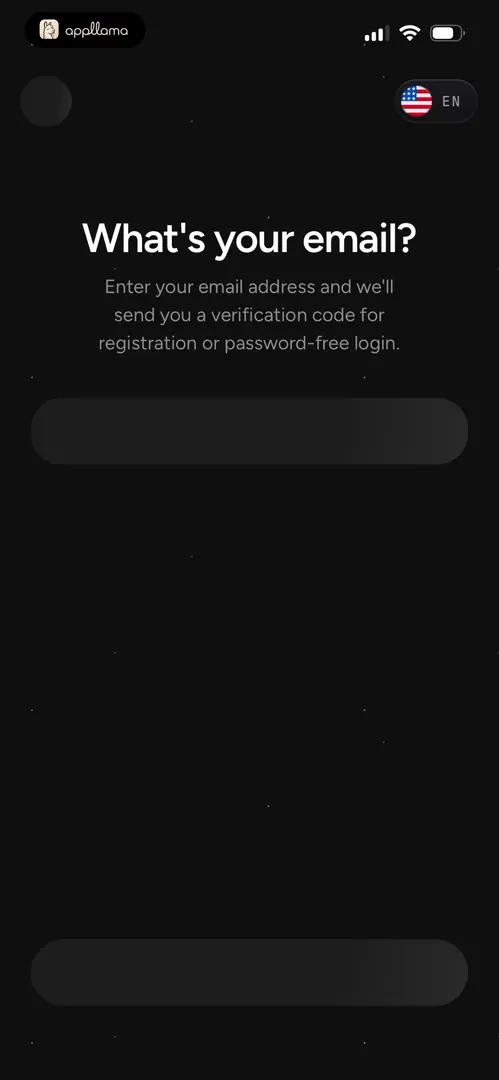 appllama
EN
What's your email?
Enter your email address and we'll
send you a verification code for
registration or password-free login.